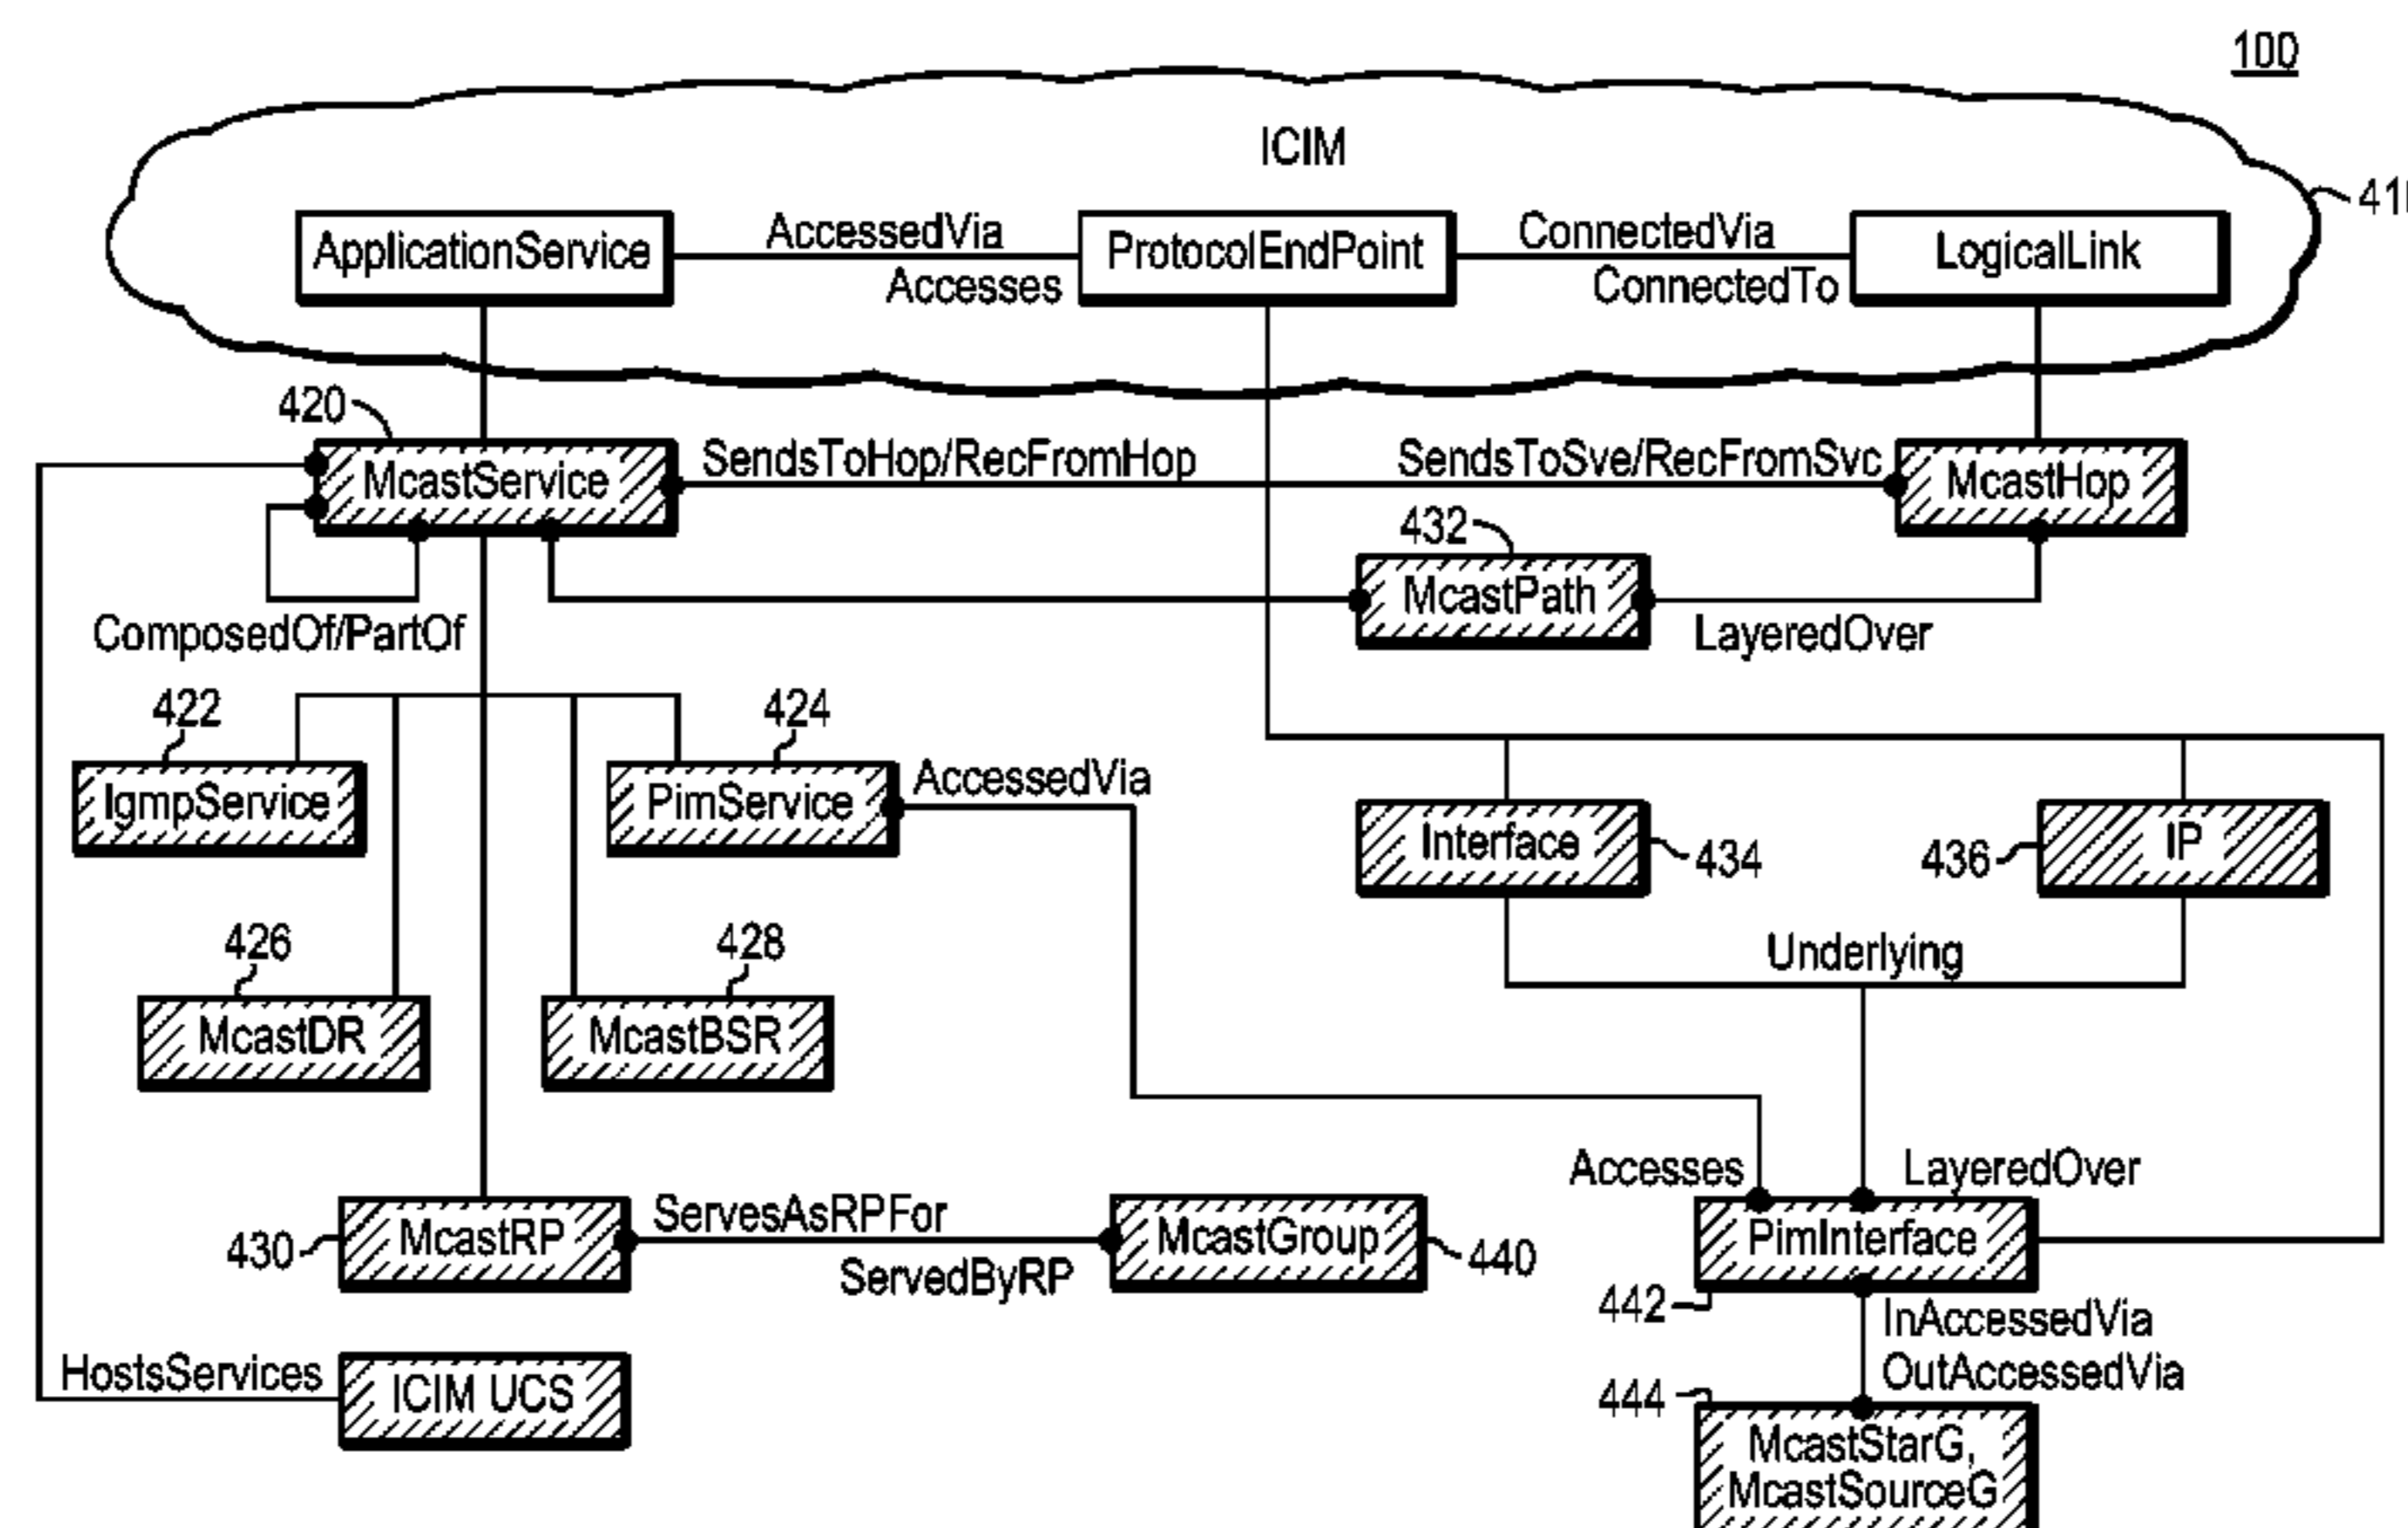 100
ICIM
ApplicationService
AccessedVia
Accesses
ProtocolEndPoint
ConnectedVia
ConnectedTo
LogicalLink
420
McastService
SendsToHop/RecFromHop
SendsToSve/RecFromSvc
McastHop
432
McastPath
LayeredOver
ComposedOf/PartOf
422
IgmpService
424
PimService
AccessedVia
Interface
434
436
IP
Underlying
426
McastDR
428
McastBSR
430
McastRP
ServesAsRPFor
ServedByRP
McastGroup
440
Accesses
LayeredOver
PimInterface
442
InAccessedVia
OutAccessedVia
HostsServices
ICIM UCS
444
McastStarG,
McastSourceG